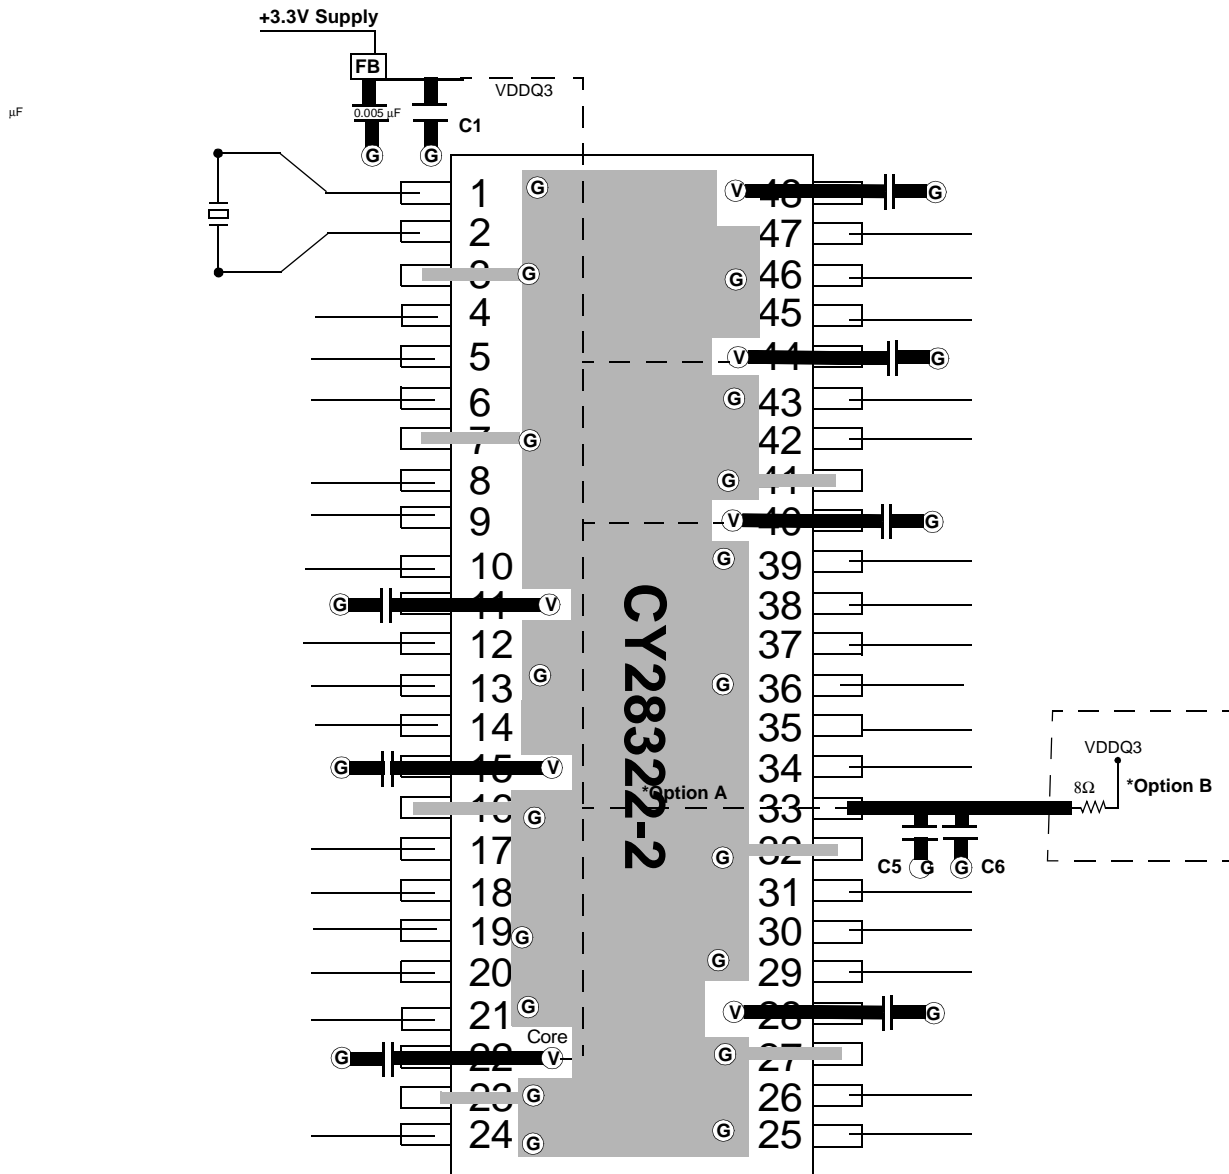 +3.3V Supply
FB
VDDQ3
μF
0.005 μF
C1
G G
1 G V 48 G
2 47
3 G G 46
4 45
5 V 44 G
6 G 43
7 G 42
8 G 41
9 V 40 G
10 G 39
G 11 V 38
12 37
13 G G 36
14 35
G 15 V 34
CY28322-2
VDDQ3
8Ω
*Option B
*Option A
16 G 33
17 G 32
C5 G G C6
18 31
19 G 30
20 G 29
21 G V 28 G
Core
G 22 V G 27
23 G 26
24 G G 25